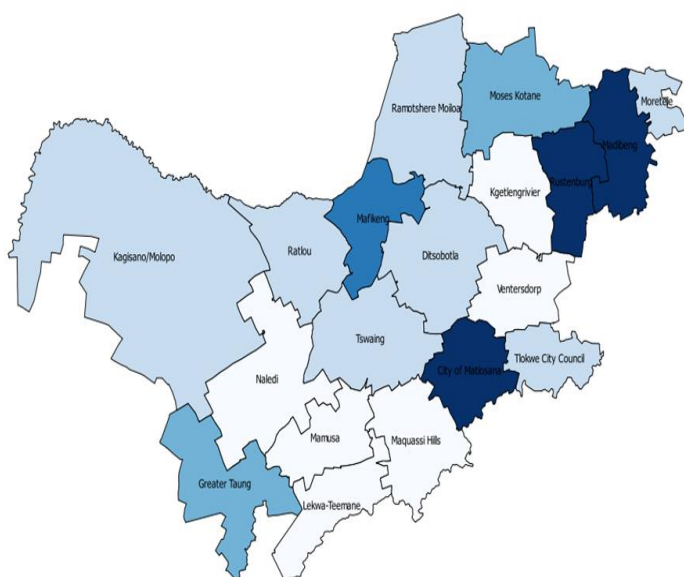 Moses Kotane
Moretele
Ramotshere Moiloa
Madibeng
Rustenburg
Kgetlengrivier
Mafikeng
Ratlou
Ditsobotla
Kagisano/Molopo
Ventersdorp
Tswaing
Tlokwe City Council
City of Matlosana
Naledi
Mamusa
Maquassi Hills
Greater Taung
Lekwa-Teemane